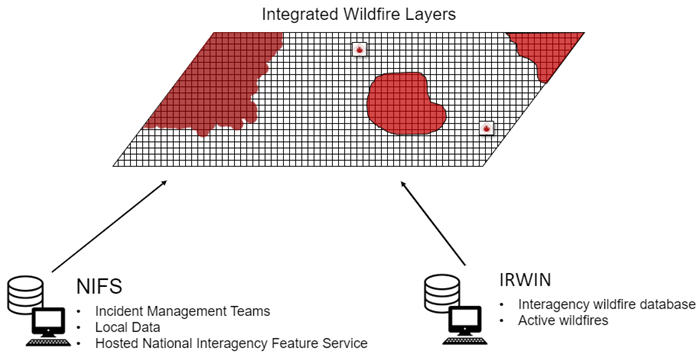 Integrated Wildfire Layers
NIFS
• Incident Management Teams
• Local Data
• Hosted National Interagency Feature Service
IRWIN
• Interagency wildfire database
• Active wildfires